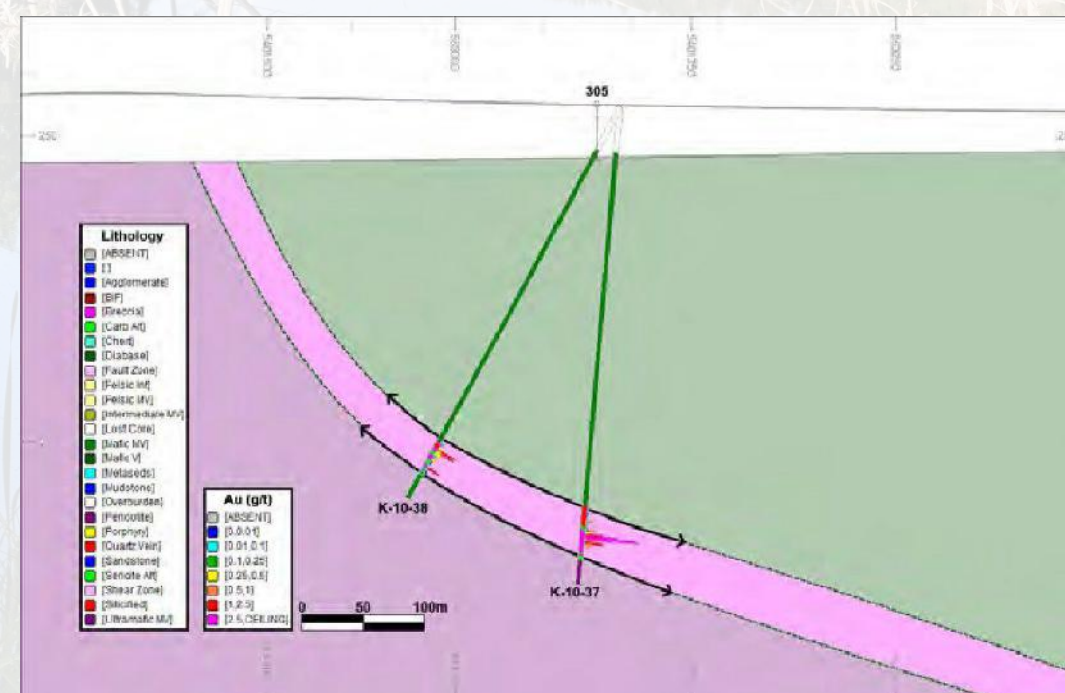 305
250
Lithology
[ABSENT]
[ ]
[Agglomerate]
[BIF]
[Breccia]
[Carb Alt]
[Chert]
[Diabase]
[Fault Zone]
[Felsic Int]
[Felsic MV]
[Intermediate MV]
[Lost Core]
[Mafic MV]
[Mafic V]
[Metaseds]
[Mudstone]
[Overburden]
[Peridotite]
[Porphyry]
[Quartz Vein]
[Sandstone]
[Sericite Alt]
[Shear Zone]
[Silicified]
[Ultramafic MV]
Au (g/t)
[ABSENT]
[0,0.01]
[0.01,0.1]
[0.1,0.25]
[0.25,0.5]
[0.5,1]
[1,2.5]
[2.5,CEILING]
0 50 100m
K-10-38
K-10-37